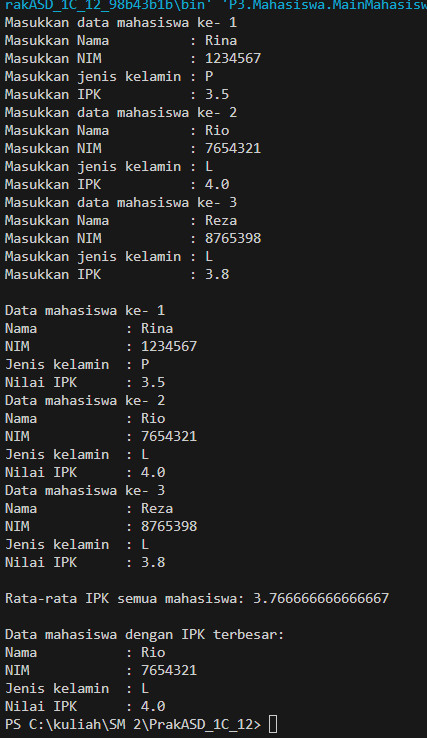 rakASD_1C_12_98b43b1b\bin' 'P3.Mahasiswa.MainMahasisw
Masukkan data mahasiswa ke- 1
Masukkan Nama          : Rina
Masukkan NIM           : 1234567
Masukkan jenis kelamin : P
Masukkan IPK           : 3.5
Masukkan data mahasiswa ke- 2
Masukkan Nama          : Rio
Masukkan NIM           : 7654321
Masukkan jenis kelamin : L
Masukkan IPK           : 4.0
Masukkan data mahasiswa ke- 3
Masukkan Nama          : Reza
Masukkan NIM           : 8765398
Masukkan jenis kelamin : L
Masukkan IPK           : 3.8

Data mahasiswa ke- 1
Nama           : Rina
NIM            : 1234567
Jenis kelamin  : P
Nilai IPK      : 3.5
Data mahasiswa ke- 2
Nama           : Rio
NIM            : 7654321
Jenis kelamin  : L
Nilai IPK      : 4.0
Data mahasiswa ke- 3
Nama           : Reza
NIM            : 8765398
Jenis kelamin  : L
Nilai IPK      : 3.8

Rata-rata IPK semua mahasiswa: 3.766666666666667

Data mahasiswa dengan IPK terbesar:
Nama           : Rio
NIM            : 7654321
Jenis kelamin  : L
Nilai IPK      : 4.0
PS C:\kuliah\SM 2\PrakASD_1C_12>